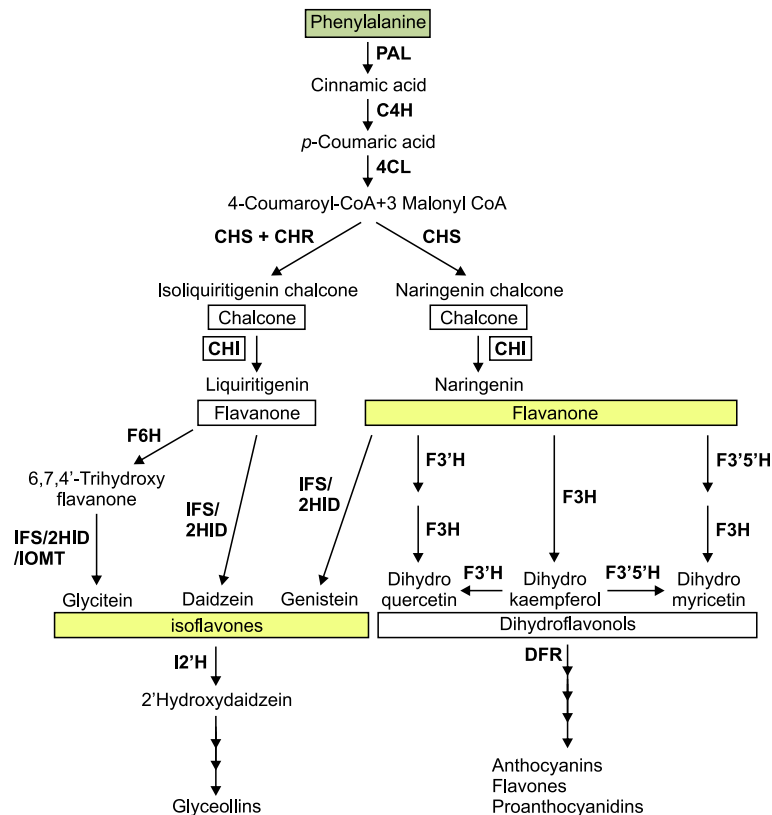 Phenylalanine
PAL
Cinnamic acid
C4H
p-Coumaric acid
4CL
4-Coumaroyl-CoA+3 Malonyl CoA
CHS + CHR
CHS
Isoliquiritigenin chalcone
Naringenin chalcone
Chalcone
Chalcone
CHI
CHI
Liquiritigenin
Naringenin
Flavanone
Flavanone
F6H
F3'H
F3'5'H
6,7,4'-Trihydroxy
flavanone
IFS/
2HID
IFS/
2HID
F3H
IFS/2HID
/IOMT
F3H
F3H
Glycitein
Daidzein
Genistein
Dihydro
quercetin
F3'H
Dihydro
kaempferol
F3'5'H
Dihydro
myricetin
isoflavones
Dihydroflavonols
I2'H
DFR
2'Hydroxydaidzein
Glyceollins
Anthocyanins
Flavones
Proanthocyanidins